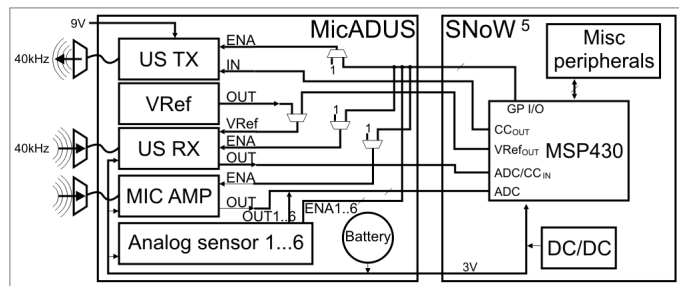 MicADUS
SNoW 5
9V
40kHz
US TX
ENA
IN
1
VRef
OUT
VRef
40kHz
US RX
ENA
OUT
1
1
MIC AMP
ENA
OUT
OUT1..6
ENA1..6
Analog sensor 1...6
Battery
3V
Misc
peripherals
GP I/O
CCOUT
VRefOUT
MSP430
ADC/CCIN
ADC
DC/DC